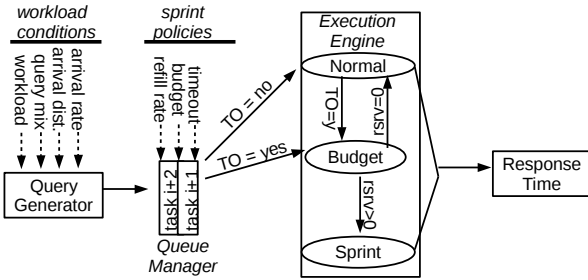 workload
conditions
sprint
policies
Execution
Engine
workload
query mix
arrival dist.
arrival rate
refill rate
budget
timeout
TO = no
TO = yes
Normal
TO=y
rsrv=0
Budget
rsrv>0
Sprint
Query
Generator
task i+2
task i+1
Queue
Manager
Response
Time